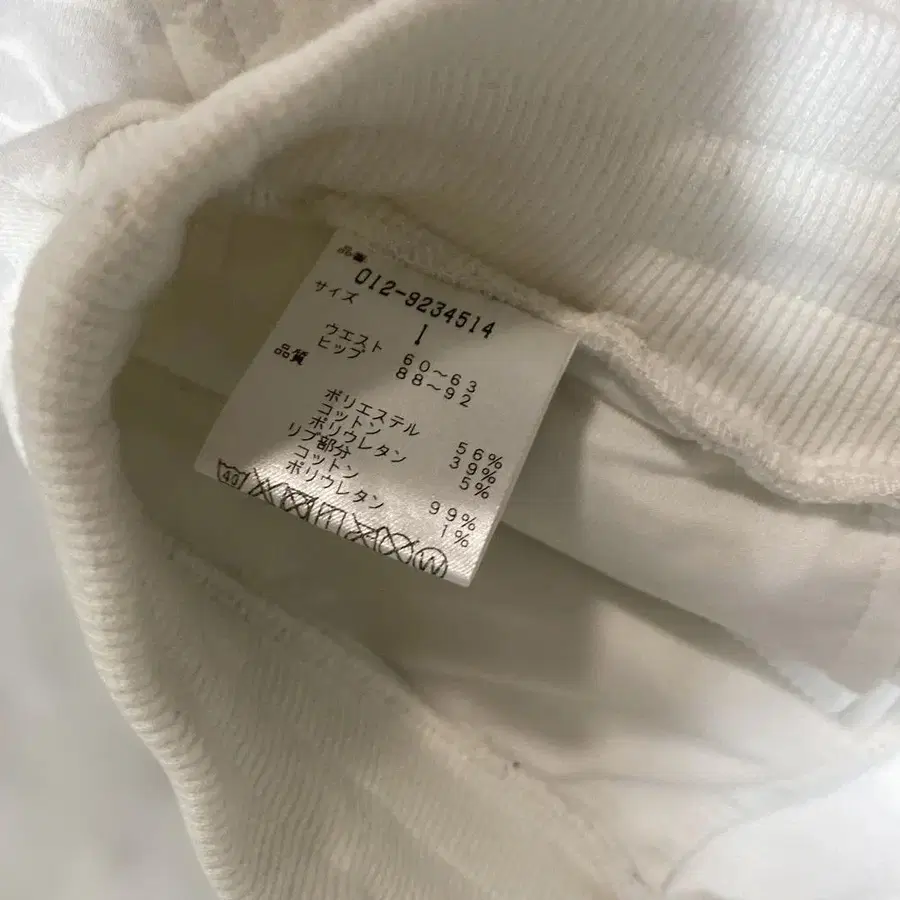 品番
012-9234514
サイズ
1
ウエスト 60〜63
ヒップ 88〜92
品質
ポリエステル 56%
コットン 39%
ポリウレタン 5%
リブ部分
コットン 99%
ポリウレタン 1%
40 W